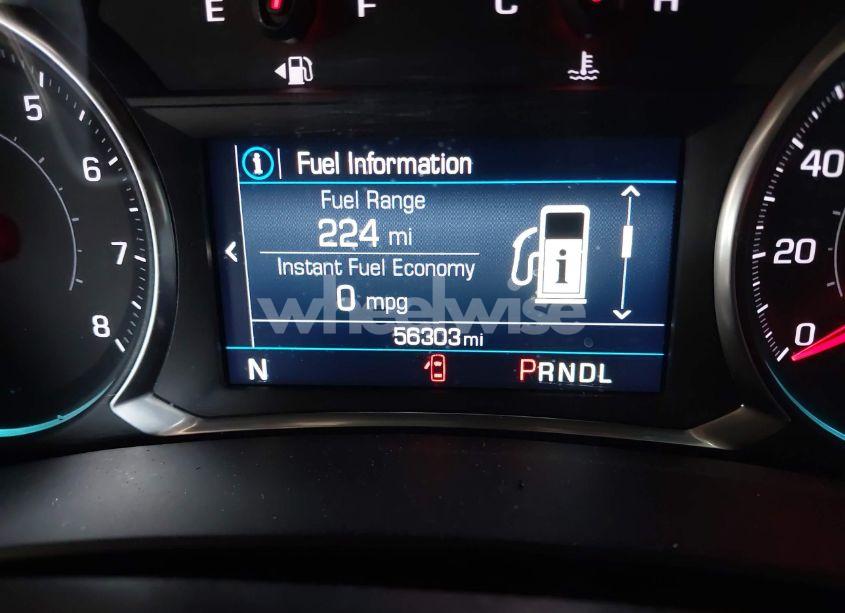 E F C H
5
6
7
8
i Fuel Information
Fuel Range
224 mi
Instant Fuel Economy
0 mpg
i
wheelwise
56303 mi
N PRNDL
40
20
0